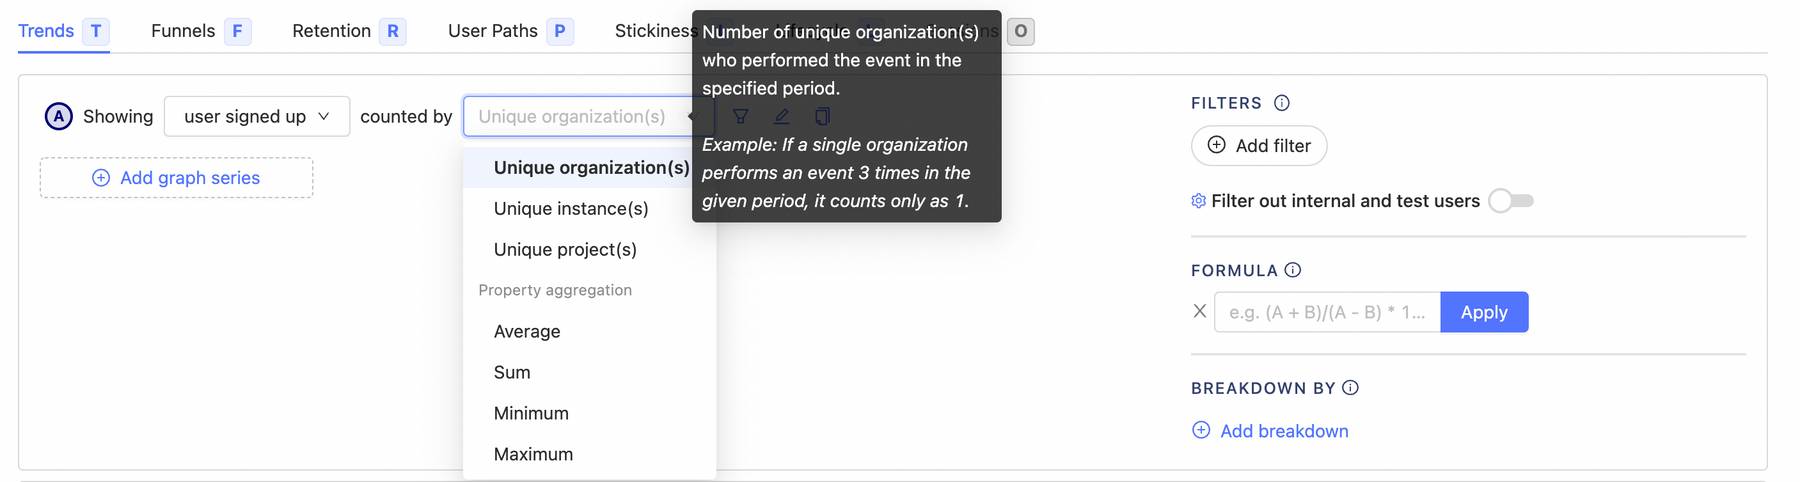 Trends T Funnels F Retention R User Paths P Stickiness O
Number of unique organization(s)
who performed the event in the
specified period.
Example: If a single organization
performs an event 3 times in the
given period, it counts only as 1.
A Showing user signed up counted by Unique organization(s)
Add graph series
Unique organization(s)
Unique instance(s)
Unique project(s)
Property aggregation
Average
Sum
Minimum
Maximum
FILTERS
Add filter
Filter out internal and test users
FORMULA
e.g. (A + B)/(A - B) * 1... Apply
BREAKDOWN BY
Add breakdown